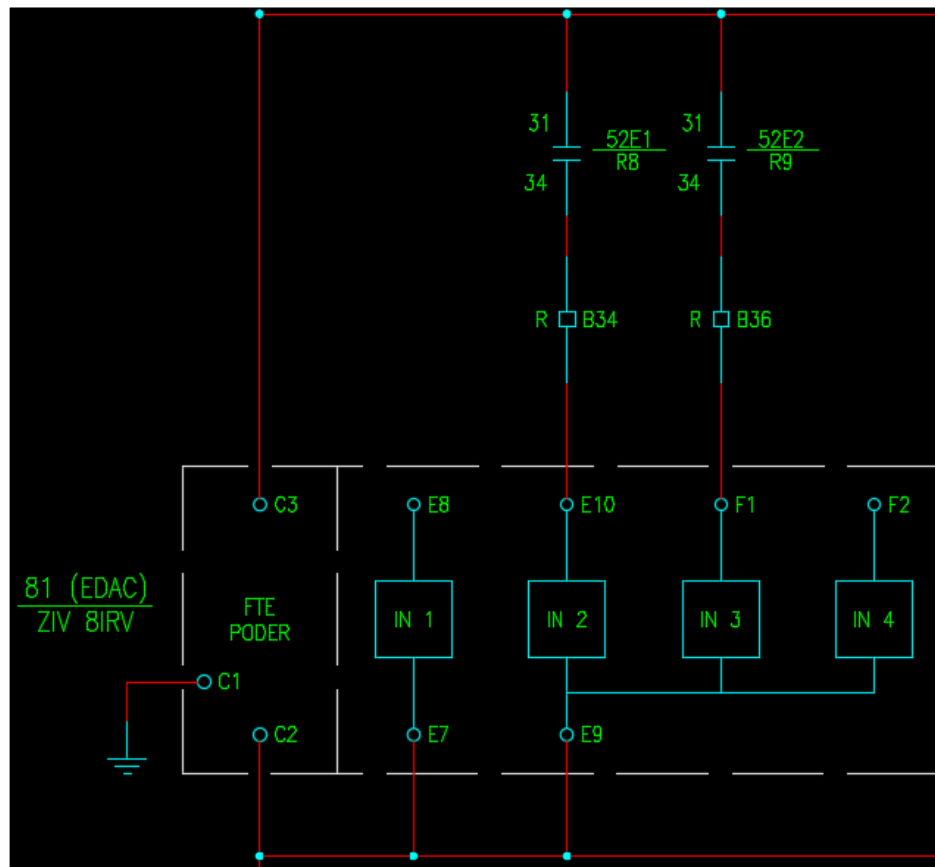 31
52E1
R8
34
31
52E2
R9
34
R
B34
R
B36
C3
E8
E10
F1
F2
81 (EDAC)
ZIV 8IRV
FTE
PODER
IN 1
IN 2
IN 3
IN 4
C1
C2
E7
E9